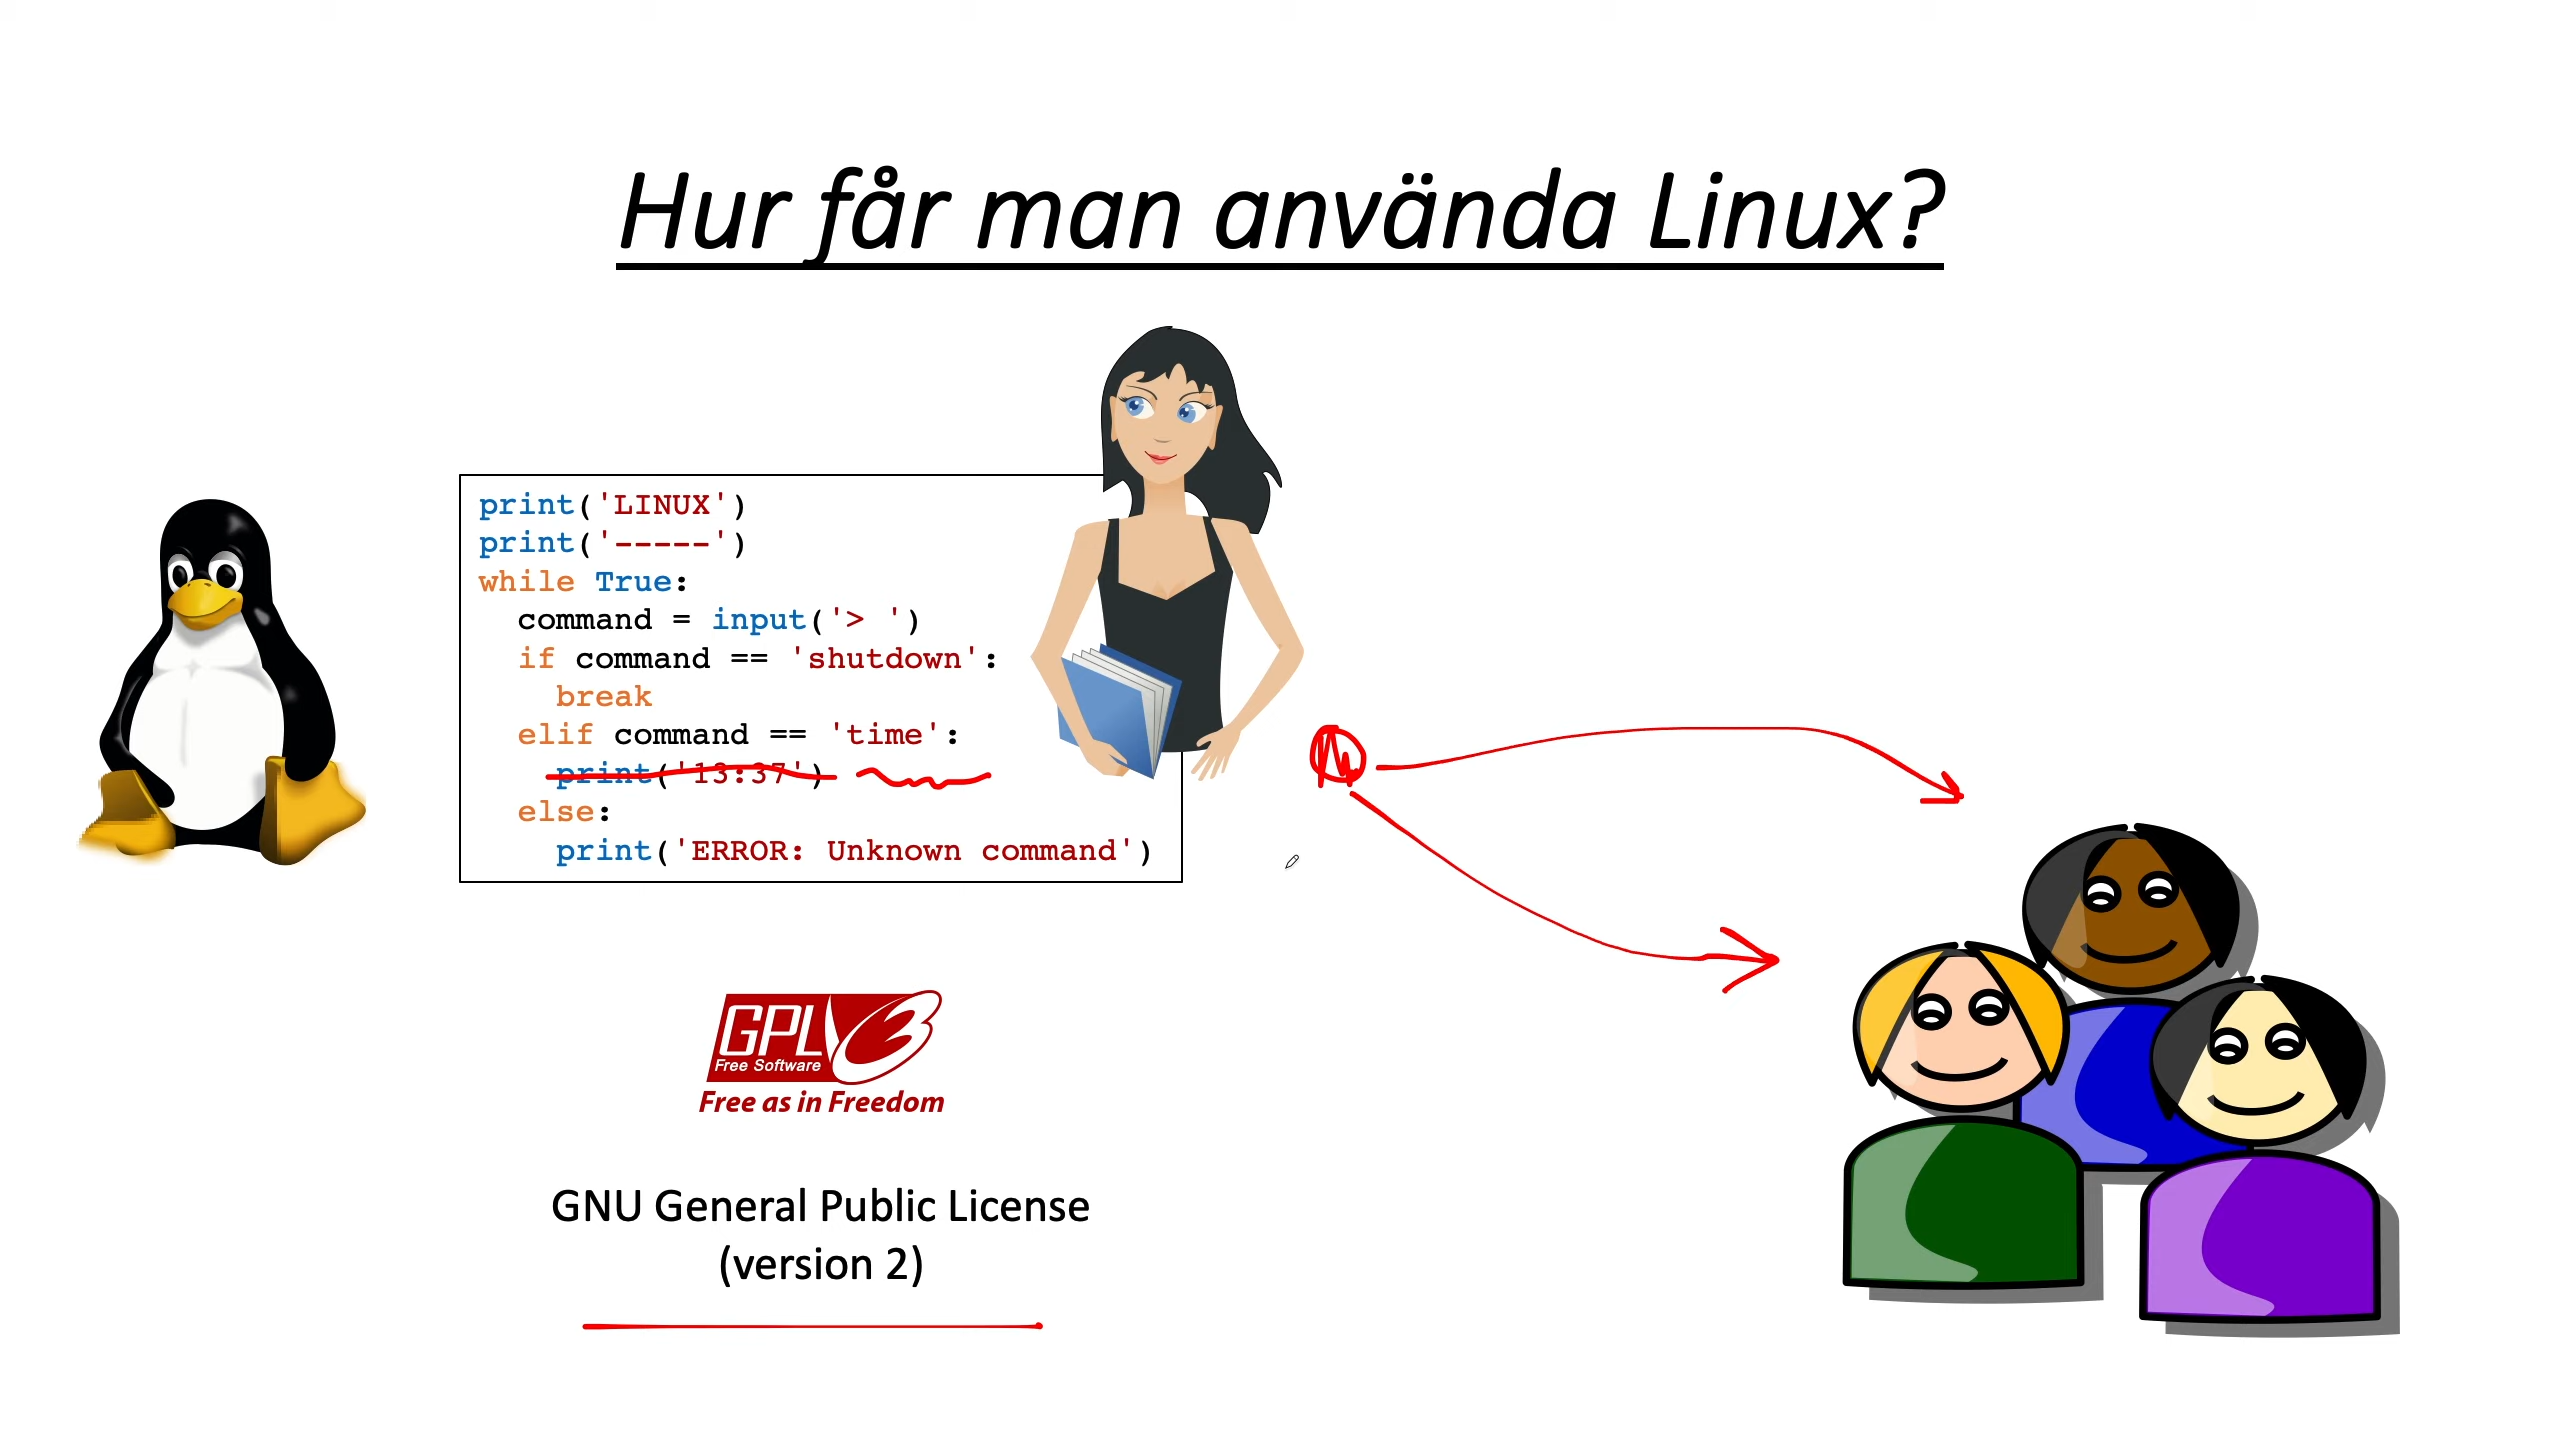 Hur får man använda Linux?
print('LINUX')
print('-----')
while True:
  command = input('> ')
  if command == 'shutdown':
    break
  elif command == 'time':
    print('13:37')
  else:
    print('ERROR: Unknown command')
GPL v3
Free Software
Free as in Freedom
GNU General Public License
(version 2)